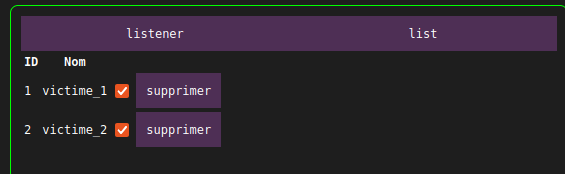 listener list
ID Nom
1 victime_1 supprimer
2 victime_2 supprimer